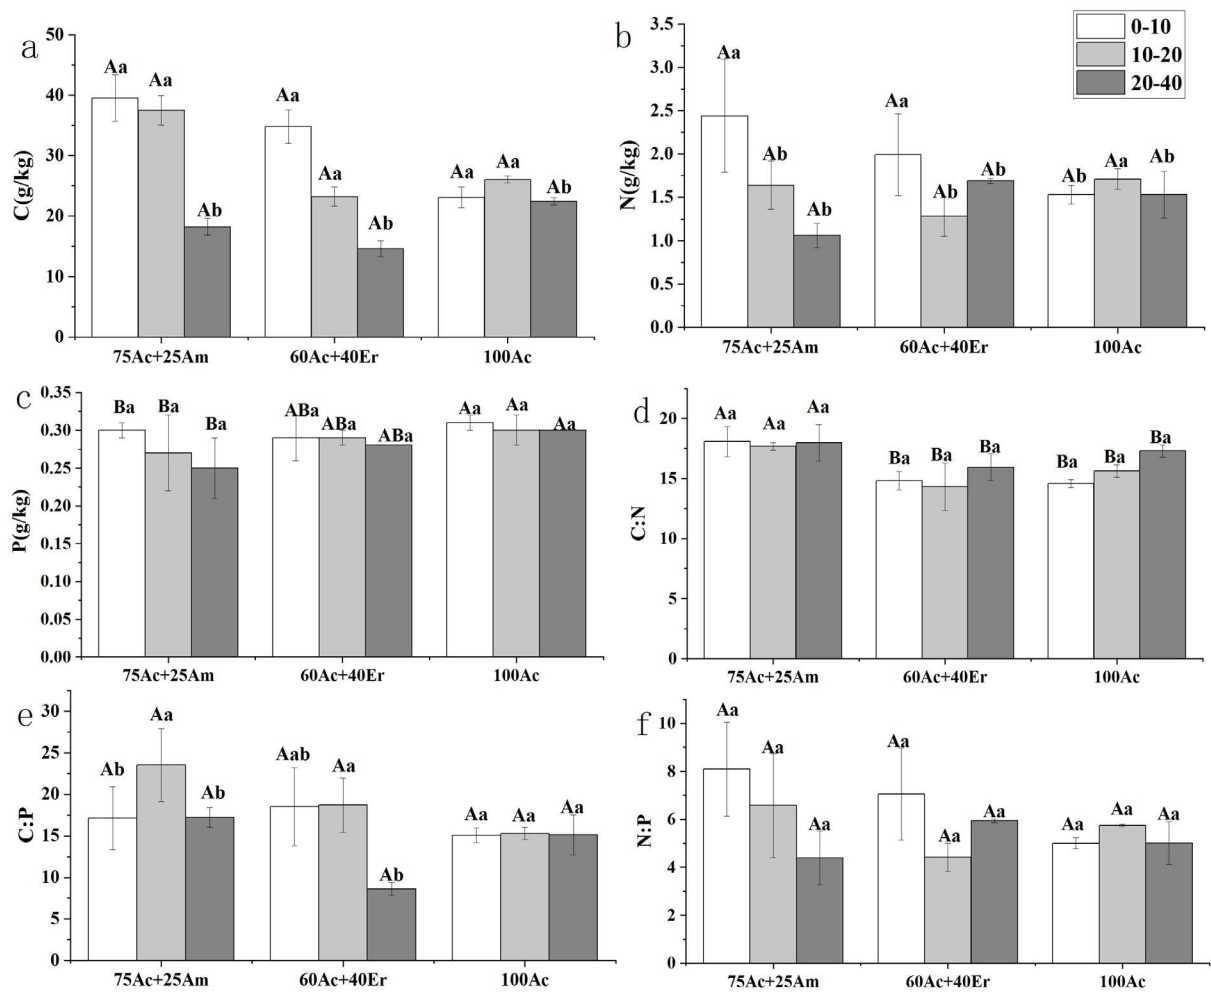 a
C(g/kg)
50
40
30
20
10
0
Aa
Aa
Ab
Aa
Aa
Ab
Aa
Aa
Ab
75Ac+25Am
60Ac+40Er
100Ac
b
N(g/kg)
3.5
3.0
2.5
2.0
1.5
1.0
0.5
0.0
Aa
Ab
Ab
Aa
Ab
Ab
Ab
Aa
Ab
75Ac+25Am
60Ac+40Er
100Ac
0-10
10-20
20-40
c
P(g/kg)
0.35
0.30
0.25
0.20
0.15
0.10
0.05
0.00
Ba
Ba
Ba
ABa
ABa
ABa
Aa
Aa
Aa
75Ac+25Am
60Ac+40Er
100Ac
d
C:N
20
15
10
5
0
Aa
Aa
Aa
Ba
Ba
Ba
Ba
Ba
Ba
75Ac+25Am
60Ac+40Er
100Ac
e
C:P
30
25
20
15
10
5
0
Ab
Aa
Ab
Aab
Aa
Ab
Aa
Aa
Aa
75Ac+25Am
60Ac+40Er
100Ac
f
N:P
10
8
6
4
2
0
Aa
Aa
Aa
Aa
Aa
Aa
Aa
Aa
Aa
75Ac+25Am
60Ac+40Er
100Ac